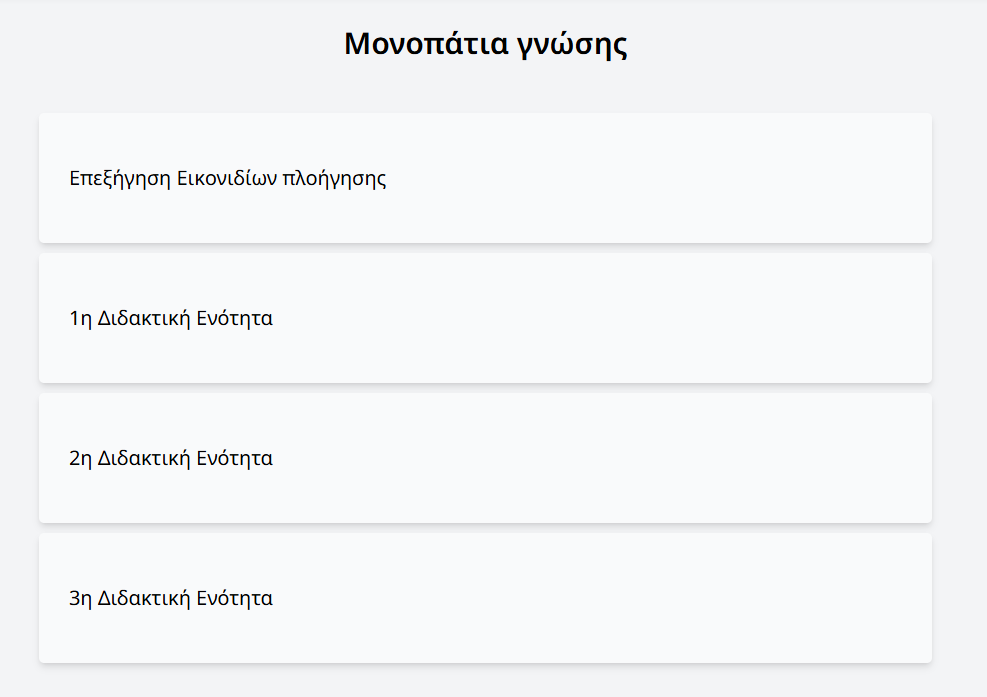 Μονοπάτια γνώσης
Επεξήγηση Εικονιδίων πλοήγησης
1η Διδακτική Ενότητα
2η Διδακτική Ενότητα
3η Διδακτική Ενότητα